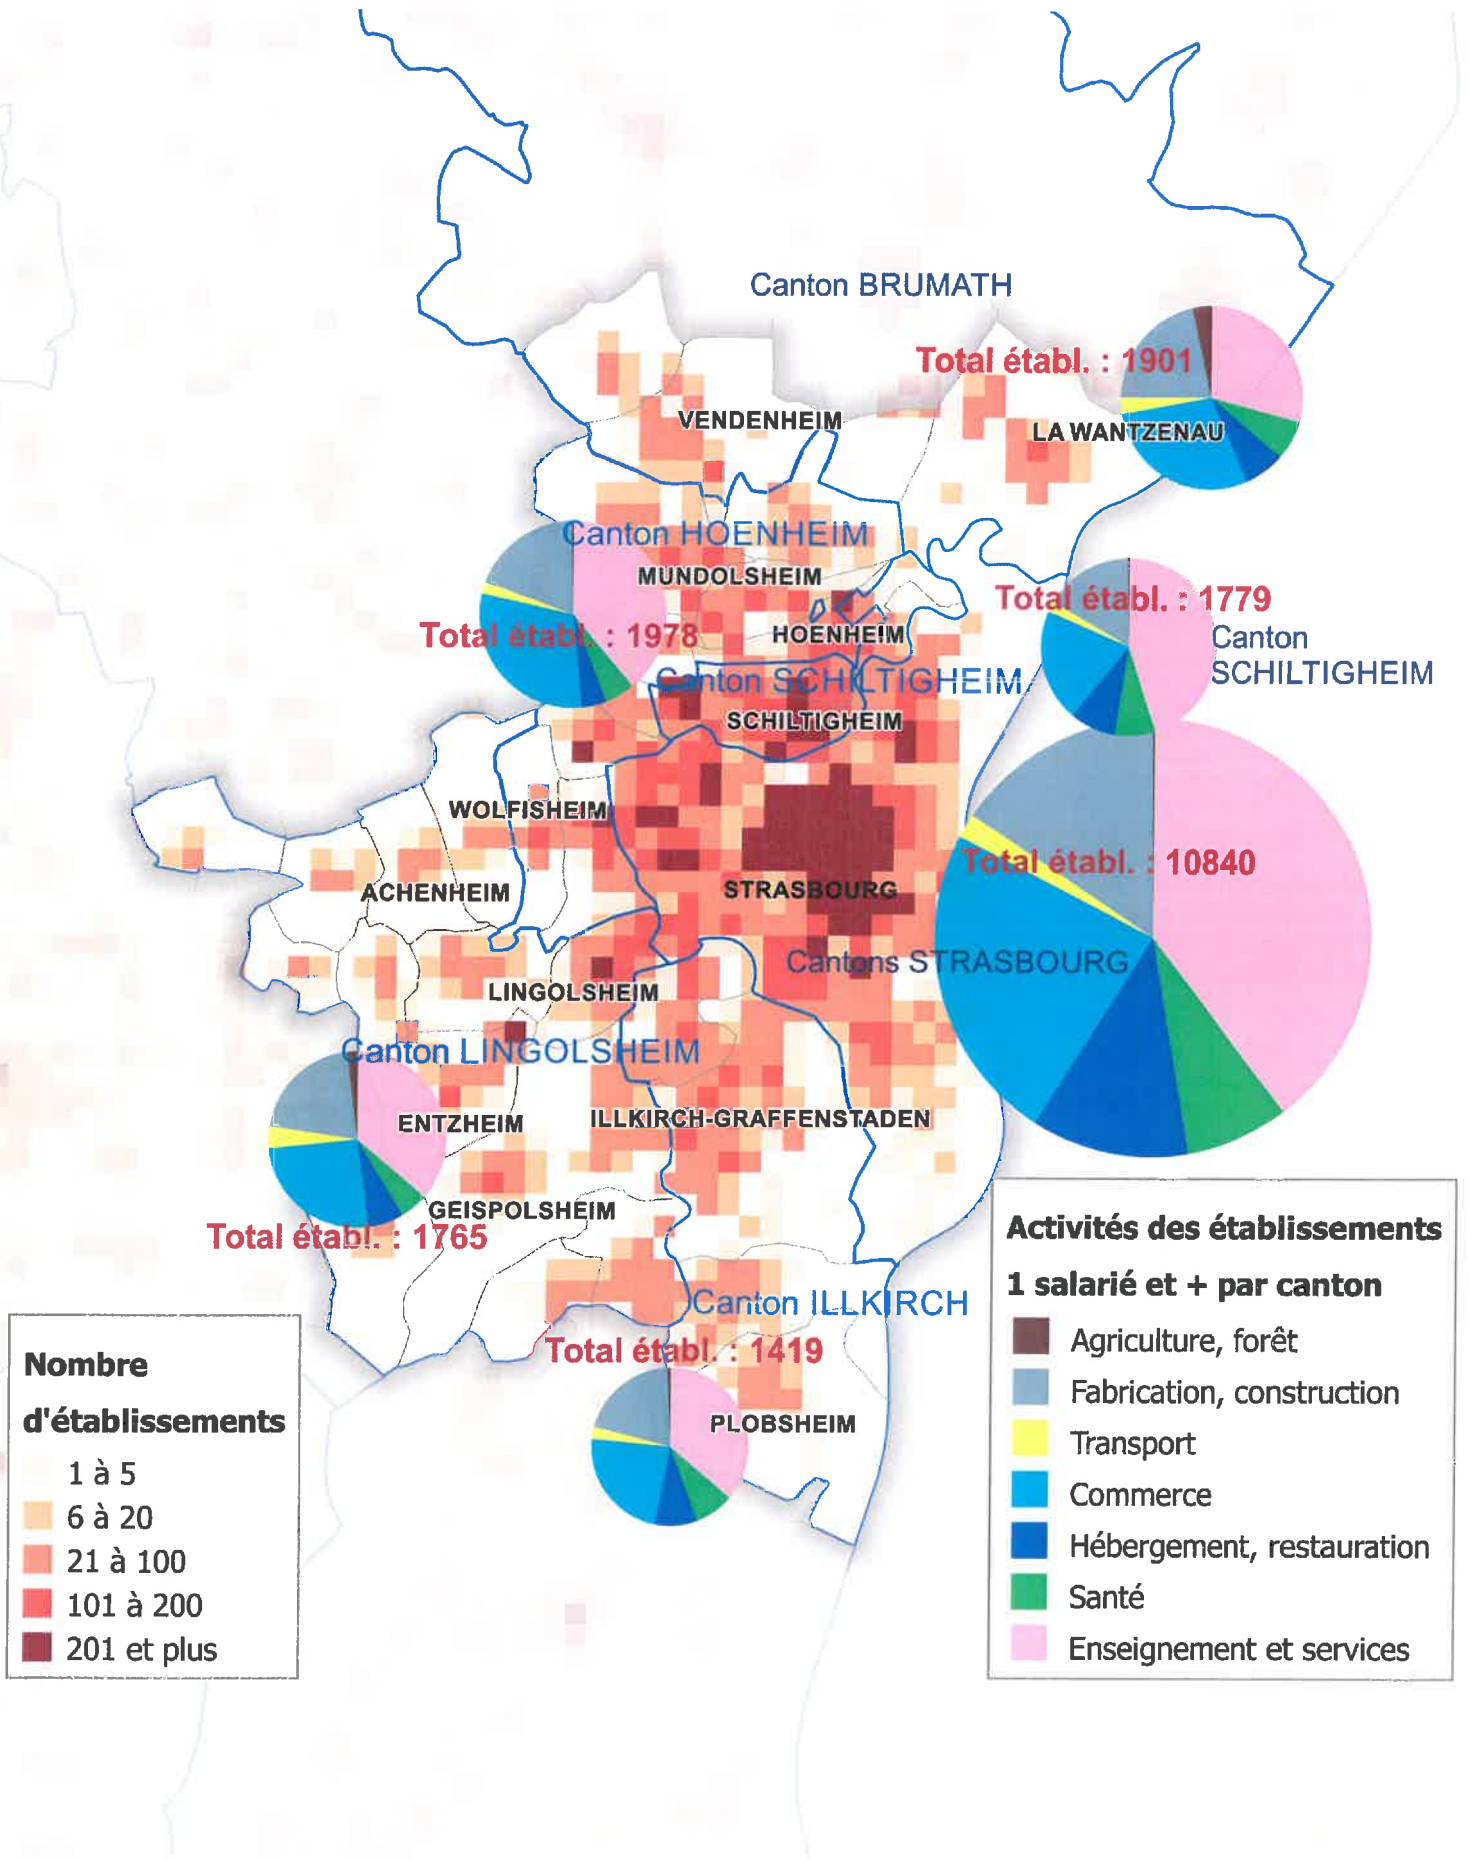 Canton BRUMATH
Total établ. : 1901
VENDENHEIM
LA WANTZENAU
Canton HOENHEIM
MUNDOLSHEIM
Total établ. : 1779
HOENHEIM
Total établ. : 1978
Canton
SCHILTIGHEIM
Canton SCHILTIGHEIM
SCHILTIGHEIM
WOLFISHEIM
Total établ. : 10840
ACHENHEIM
STRASBOURG
Cantons STRASBOURG
LINGOLSHEIM
Canton LINGOLSHEIM
ENTZHEIM
ILLKIRCH-GRAFFENSTADEN
GEISPOLSHEIM
Total établ. : 1765
Canton ILLKIRCH
Total établ. : 1419
PLOBSHEIM
Nombre
d'établissements
1 à 5
6 à 20
21 à 100
101 à 200
201 et plus
Activités des établissements
1 salarié et + par canton
Agriculture, forêt
Fabrication, construction
Transport
Commerce
Hébergement, restauration
Santé
Enseignement et services